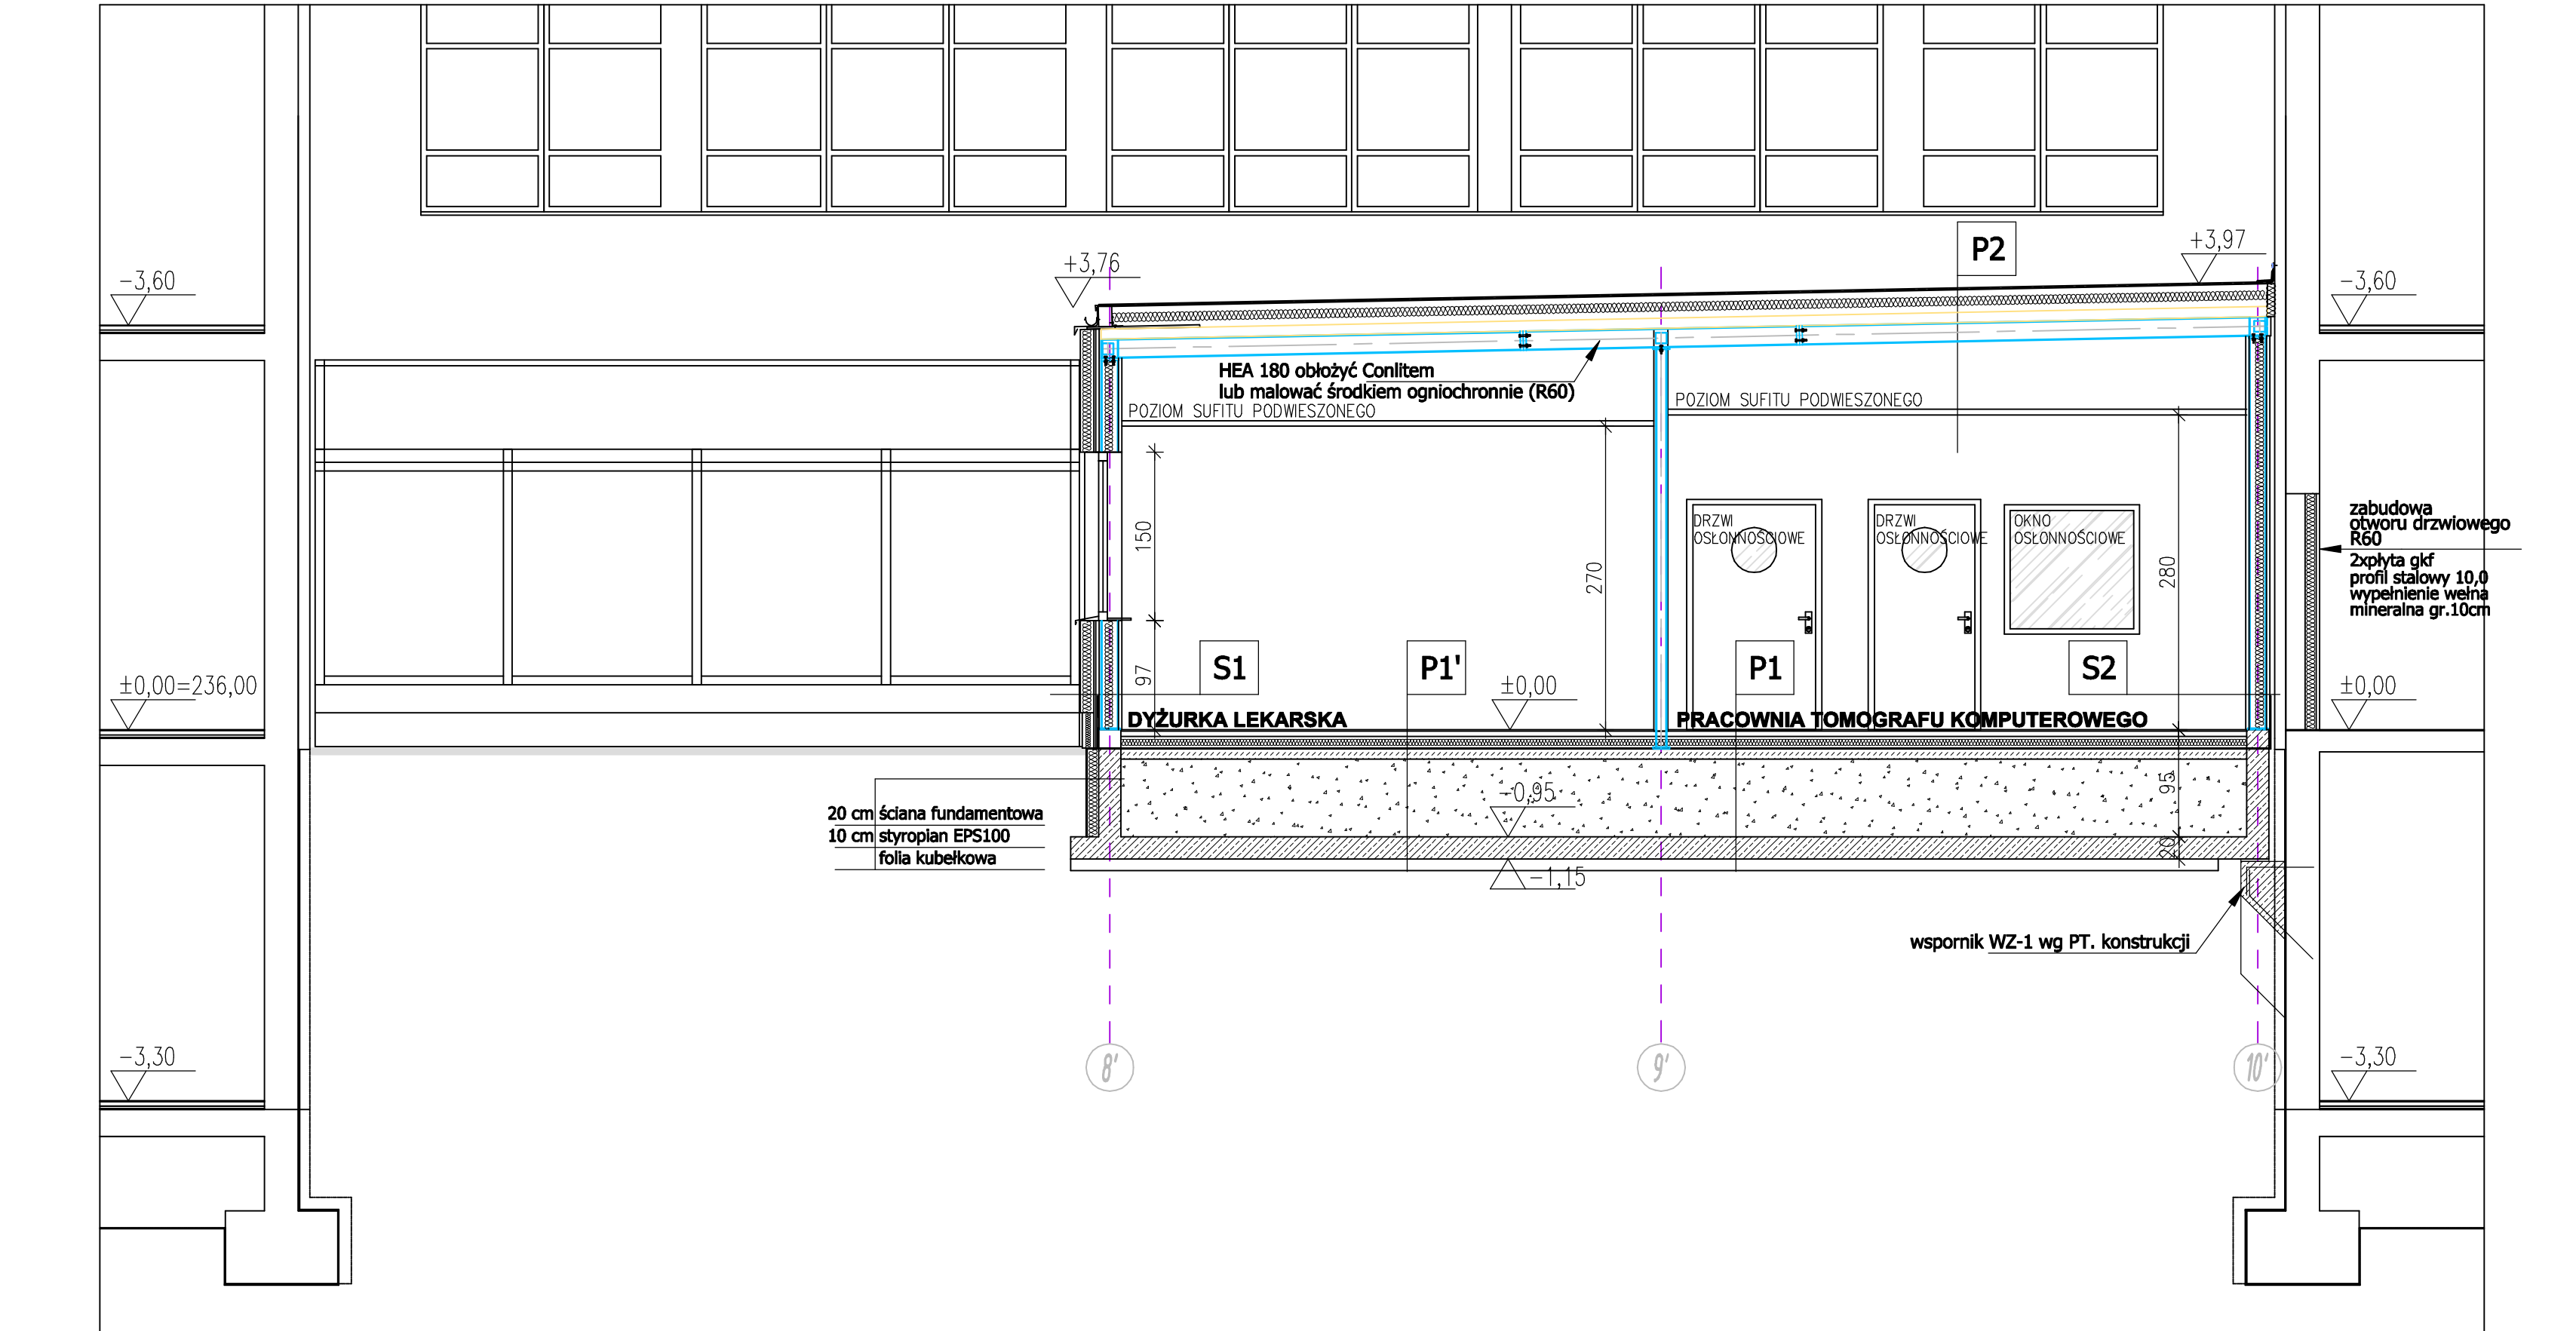 P2
+3,97
+3,76
-3,60
-3,60
HEA 180 obłożyć Conlitem
lub malować środkiem ogniochronnie (R60)
POZIOM SUFITU PODWIESZONEGO
POZIOM SUFITU PODWIESZONEGO
150
270
280
97
DRZWI
OSŁONNOŚCIOWE
DRZWI
OSŁONNOŚCIOWE
OKNO
OSŁONNOŚCIOWE
zabudowa
otworu drzwiowego
R60
2xpłyta gkf
profil stalowy 10,0
wypełnienie wełna
mineralna gr.10cm
S1
P1'
P1
S2
±0,00=236,00
±0,00
±0,00
DYŻURKA LEKARSKA
PRACOWNIA TOMOGRAFU KOMPUTEROWEGO
-0,95
95
20
-1,15
20 cm ściana fundamentowa
10 cm styropian EPS100
folia kubełkowa
wspornik WZ-1 wg PT. konstrukcji
-3,30
8'
9'
10'
-3,30